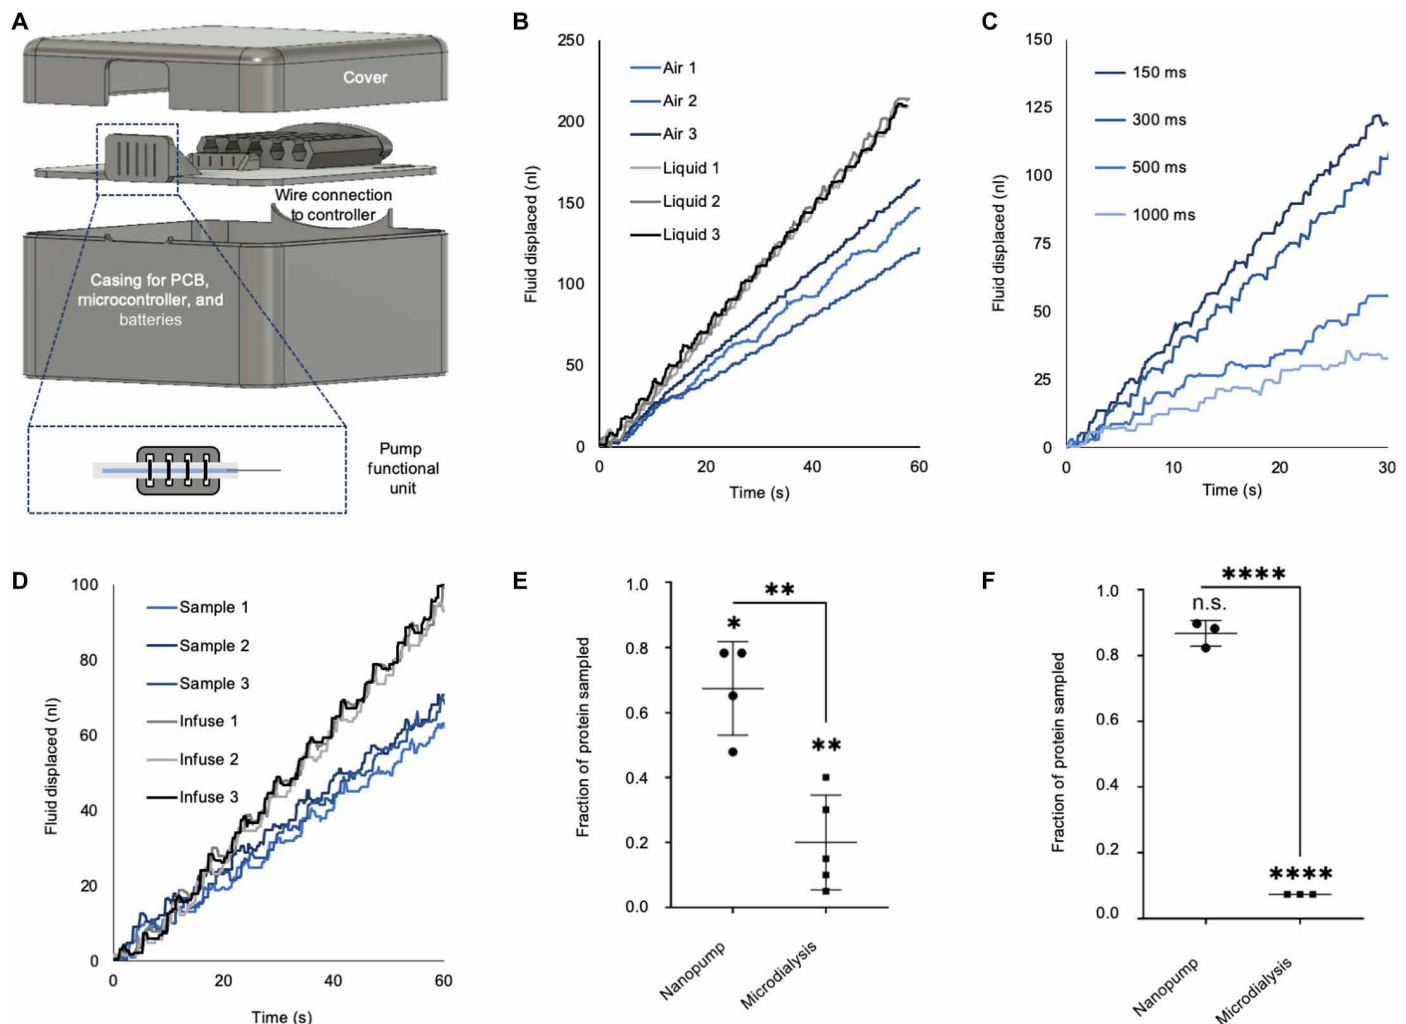 A
Cover
Wire connection
to controller
Casing for PCB,
microcontroller, and
batteries
Pump
functional
unit
B
250
200
150
100
50
0
0
20
40
60
Fluid displaced (nl)
Time (s)
Air 1
Air 2
Air 3
Liquid 1
Liquid 2
Liquid 3
C
150
125
100
75
50
25
0
0
10
20
30
Fluid displaced (nl)
Time (s)
150 ms
300 ms
500 ms
1000 ms
D
100
80
60
40
20
0
0
20
40
60
Fluid displaced (nl)
Time (s)
Sample 1
Sample 2
Sample 3
Infuse 1
Infuse 2
Infuse 3
E
1.0
0.8
0.6
0.4
0.2
0.0
Fraction of protein sampled
**
*
**
Nanopump
Microdialysis
F
1.0
0.8
0.6
0.4
0.2
0.0
Fraction of protein sampled
****
n.s.
****
Nanopump
Microdialysis